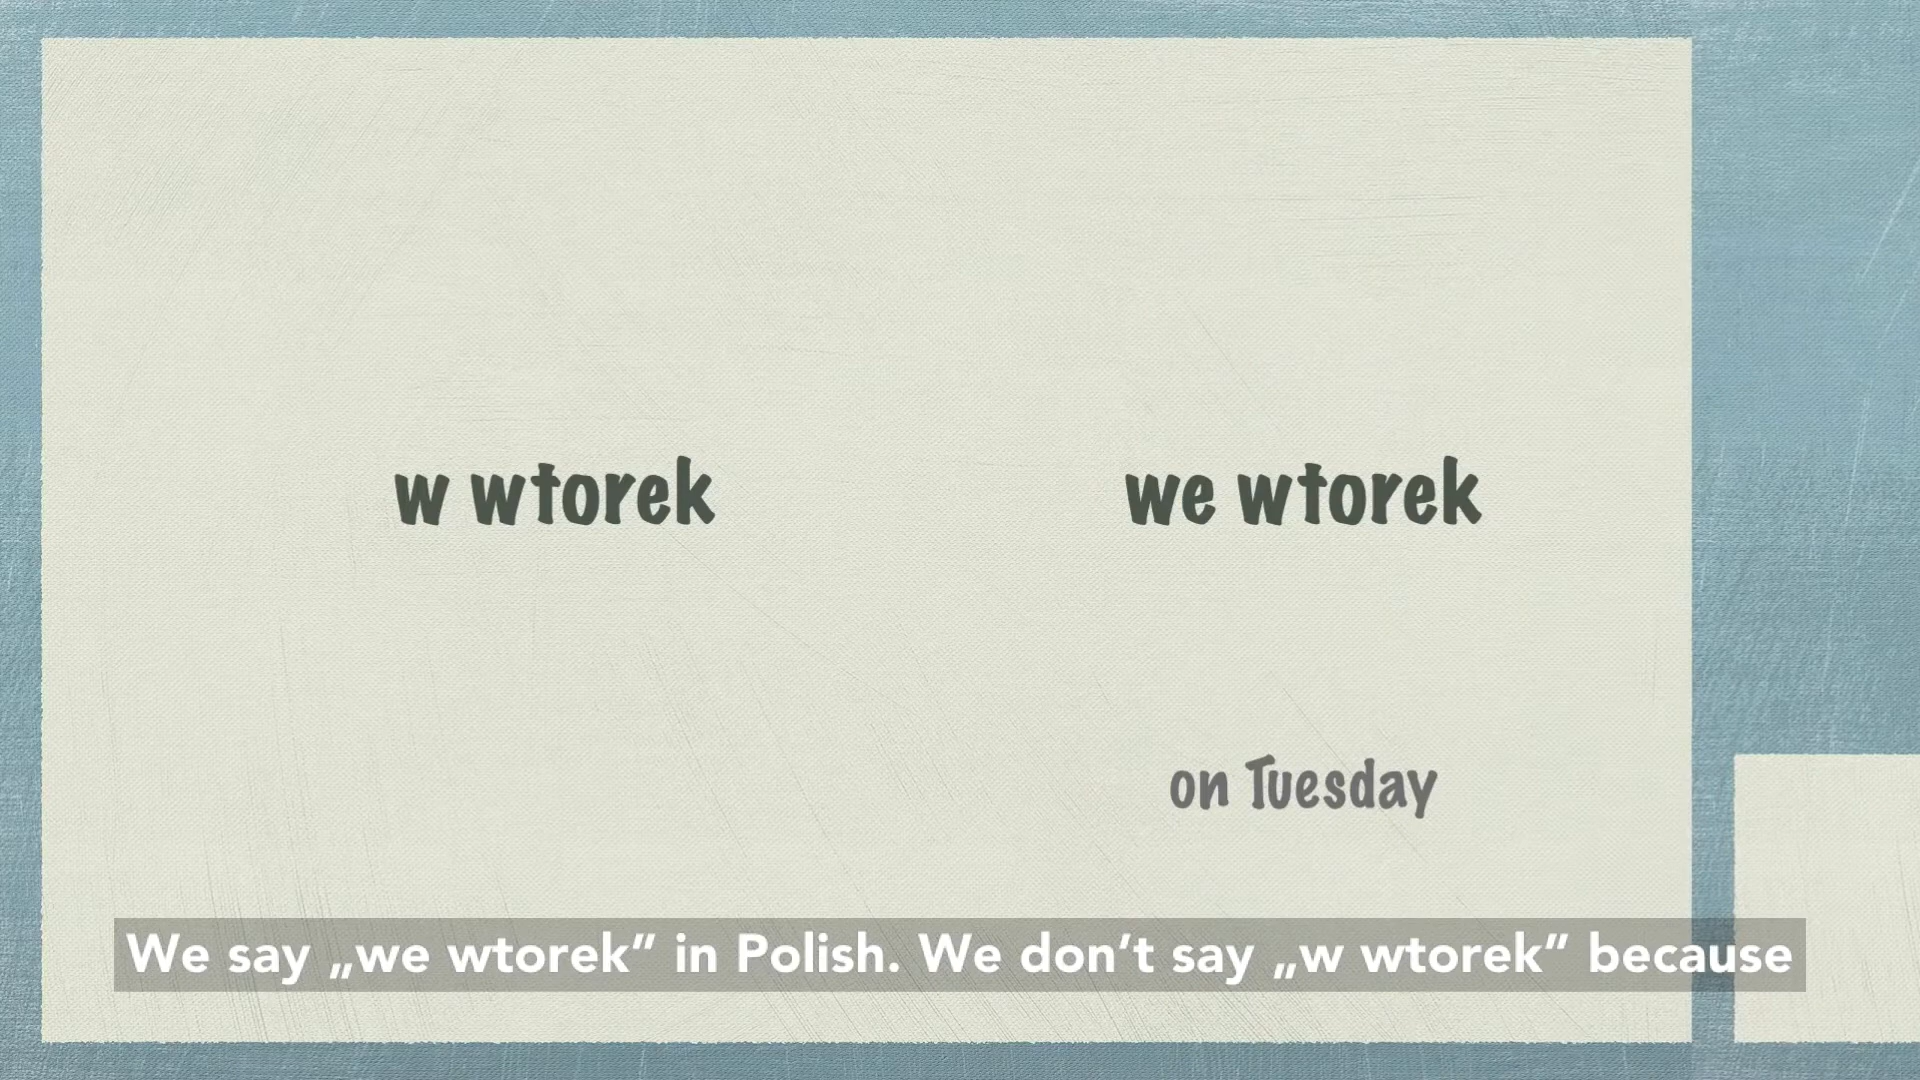 w wtorek
we wtorek
on Tuesday
We say „we wtorek” in Polish. We don’t say „w wtorek” because